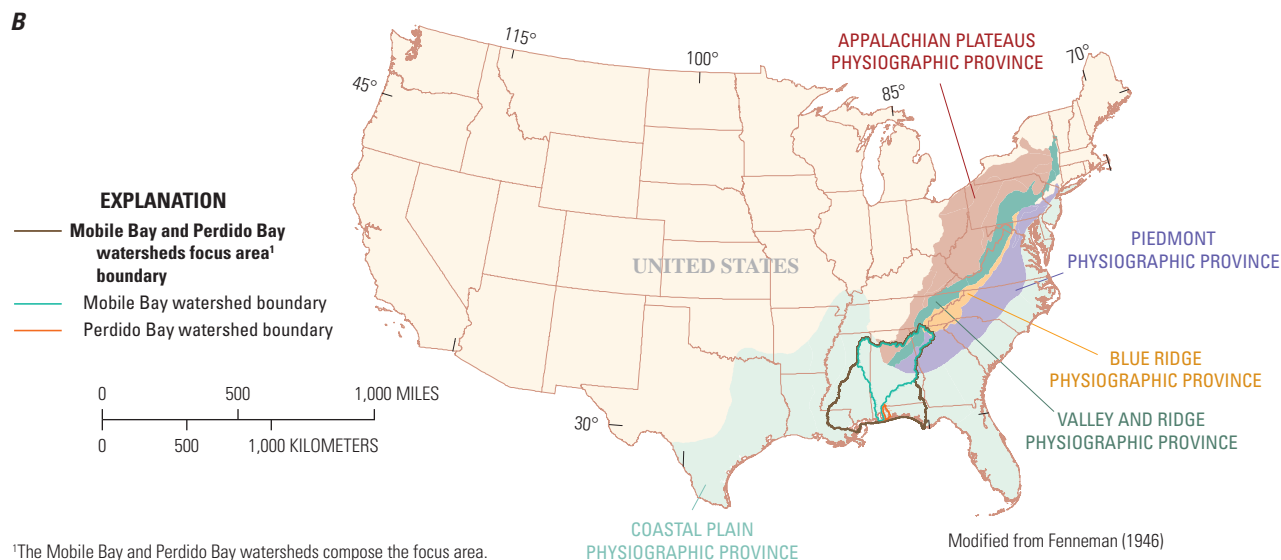 B
115°
100°
85°
70°
45°
30°
APPALACHIAN PLATEAUS
PHYSIOGRAPHIC PROVINCE
EXPLANATION
Mobile Bay and Perdido Bay
watersheds focus area¹
boundary
Mobile Bay watershed boundary
Perdido Bay watershed boundary
0 500 1,000 MILES
0 500 1,000 KILOMETERS
UNITED STATES
PIEDMONT
PHYSIOGRAPHIC PROVINCE
BLUE RIDGE
PHYSIOGRAPHIC PROVINCE
VALLEY AND RIDGE
PHYSIOGRAPHIC PROVINCE
COASTAL PLAIN
PHYSIOGRAPHIC PROVINCE
Modified from Fenneman (1946)
¹The Mobile Bay and Perdido Bay watersheds compose the focus area.